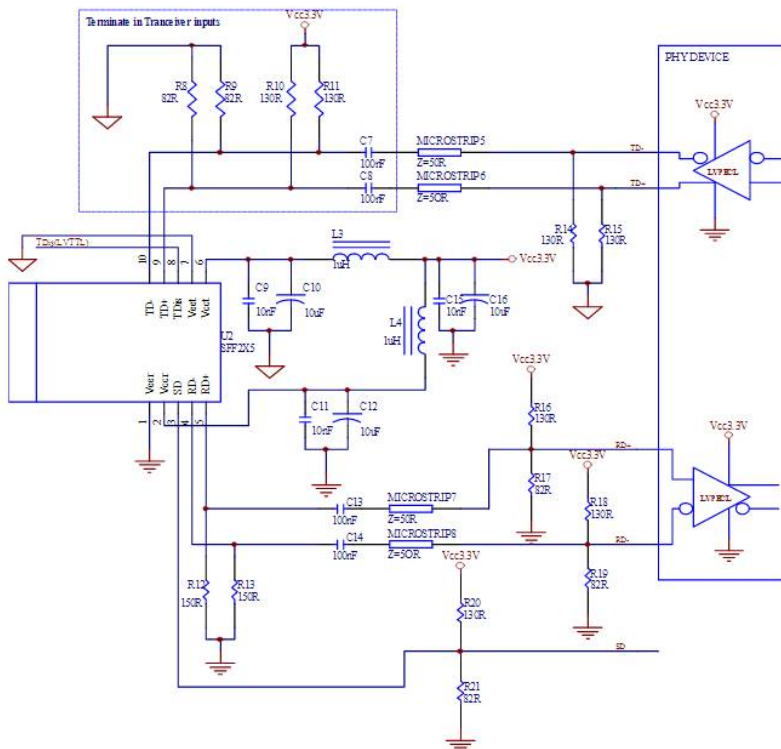 Terminate in Tranceiver inputs
Vcc3.3V
PHY DEVICE
R8
82R
R9
82R
R10
130R
R11
130R
Vcc3.3V
C7
100nF
MICROSTRIP5
Z=50R
TD-
LVPECL
C8
100nF
MICROSTRIP6
Z=5OR
TD+
R14
130R
R15
130R
TDis(LVTTL)
10
9
8
7
6
L3
1uH
Vcc3.3V
TD-
TD+
TDis
Veet
Vcct
C9
10nF
C10
10uF
C15
10nF
C16
10uF
L4
1uH
U2
SFF2X5
Veer
Vccr
SD
RD-
RD+
1
2
3
4
5
C11
10nF
C12
10uF
Vcc3.3V
R16
130R
RD+
Vcc3.3V
R17
82R
Vcc3.3V
LVPECL
C13
100nF
MICROSTRIP7
Z=50R
R18
130R
C14
100nF
MICROSTRIP8
Z=5OR
RD-
Vcc3.3V
R12
150R
R13
150R
R19
82R
R20
130R
SD
R21
82R